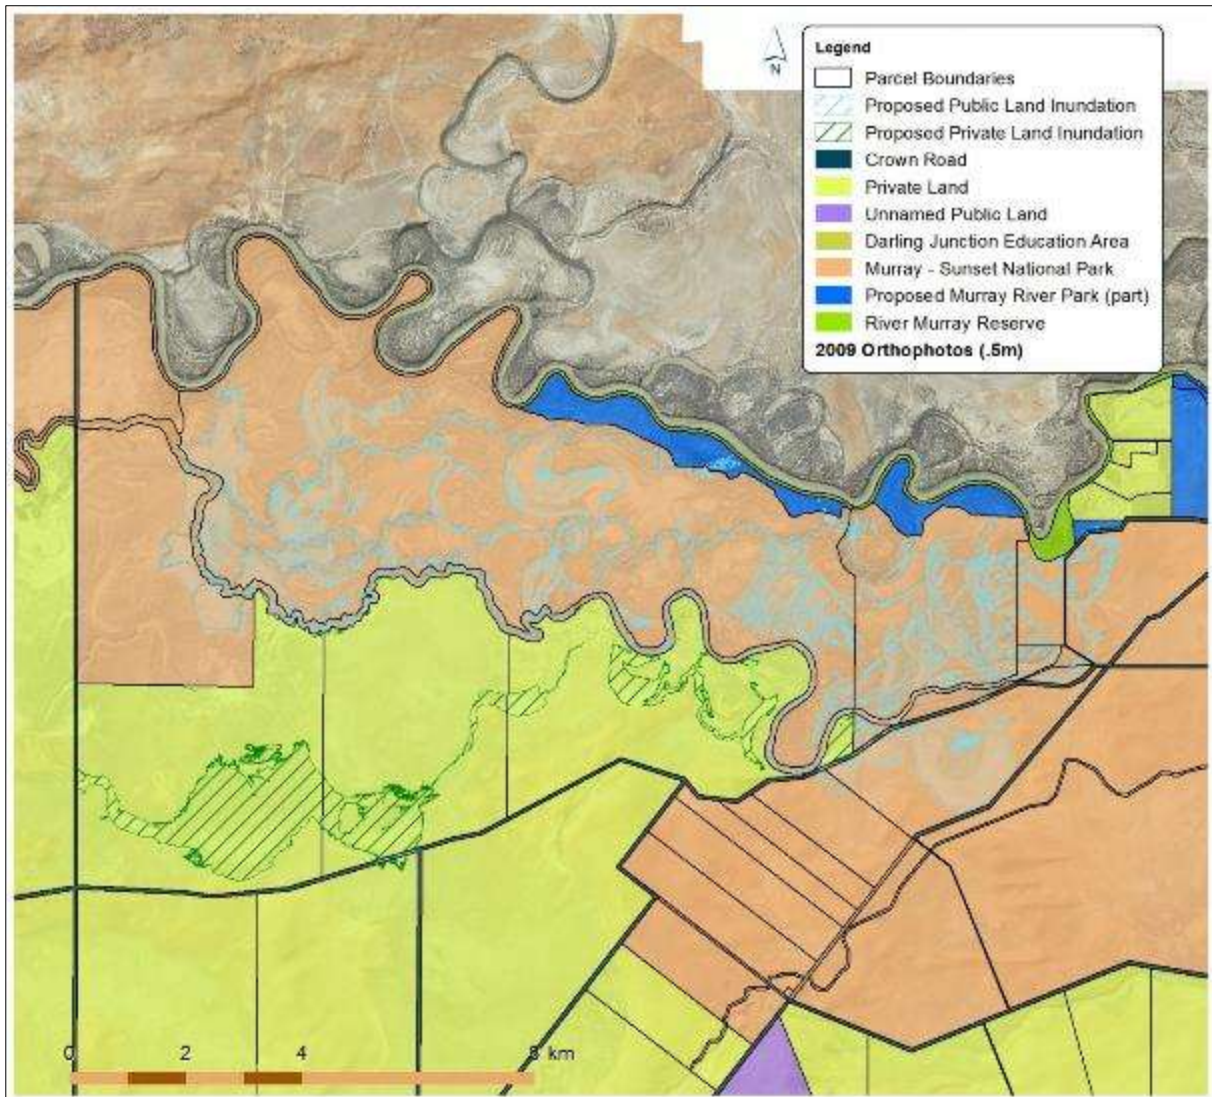 Legend
N
Parcel Boundaries
Proposed Public Land Inundation
Proposed Private Land Inundation
Crown Road
Private Land
Unnamed Public Land
Darling Junction Education Area
Murray - Sunset National Park
Proposed Murray River Park (part)
River Murray Reserve
2009 Orthophotos (.5m)
0 2 4 8 km